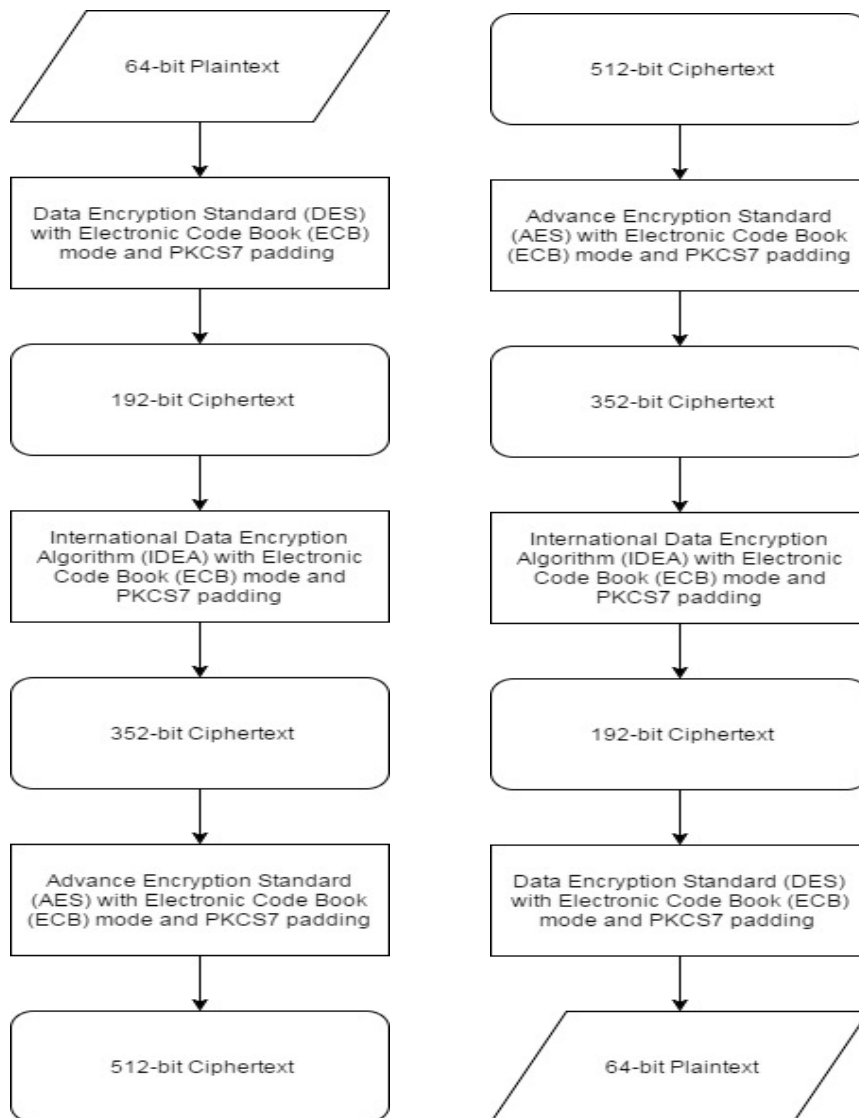 64-bit Plaintext
Data Encryption Standard (DES)
with Electronic Code Book (ECB)
mode and PKCS7 padding
192-bit Ciphertext
International Data Encryption
Algorithm (IDEA) with Electronic
Code Book (ECB) mode and
PKCS7 padding
352-bit Ciphertext
Advance Encryption Standard
(AES) with Electronic Code Book
(ECB) mode and PKCS7 padding
512-bit Ciphertext
512-bit Ciphertext
Advance Encryption Standard
(AES) with Electronic Code Book
(ECB) mode and PKCS7 padding
352-bit Ciphertext
International Data Encryption
Algorithm (IDEA) with Electronic
Code Book (ECB) mode and
PKCS7 padding
192-bit Ciphertext
Data Encryption Standard (DES)
with Electronic Code Book (ECB)
mode and PKCS7 padding
64-bit Plaintext